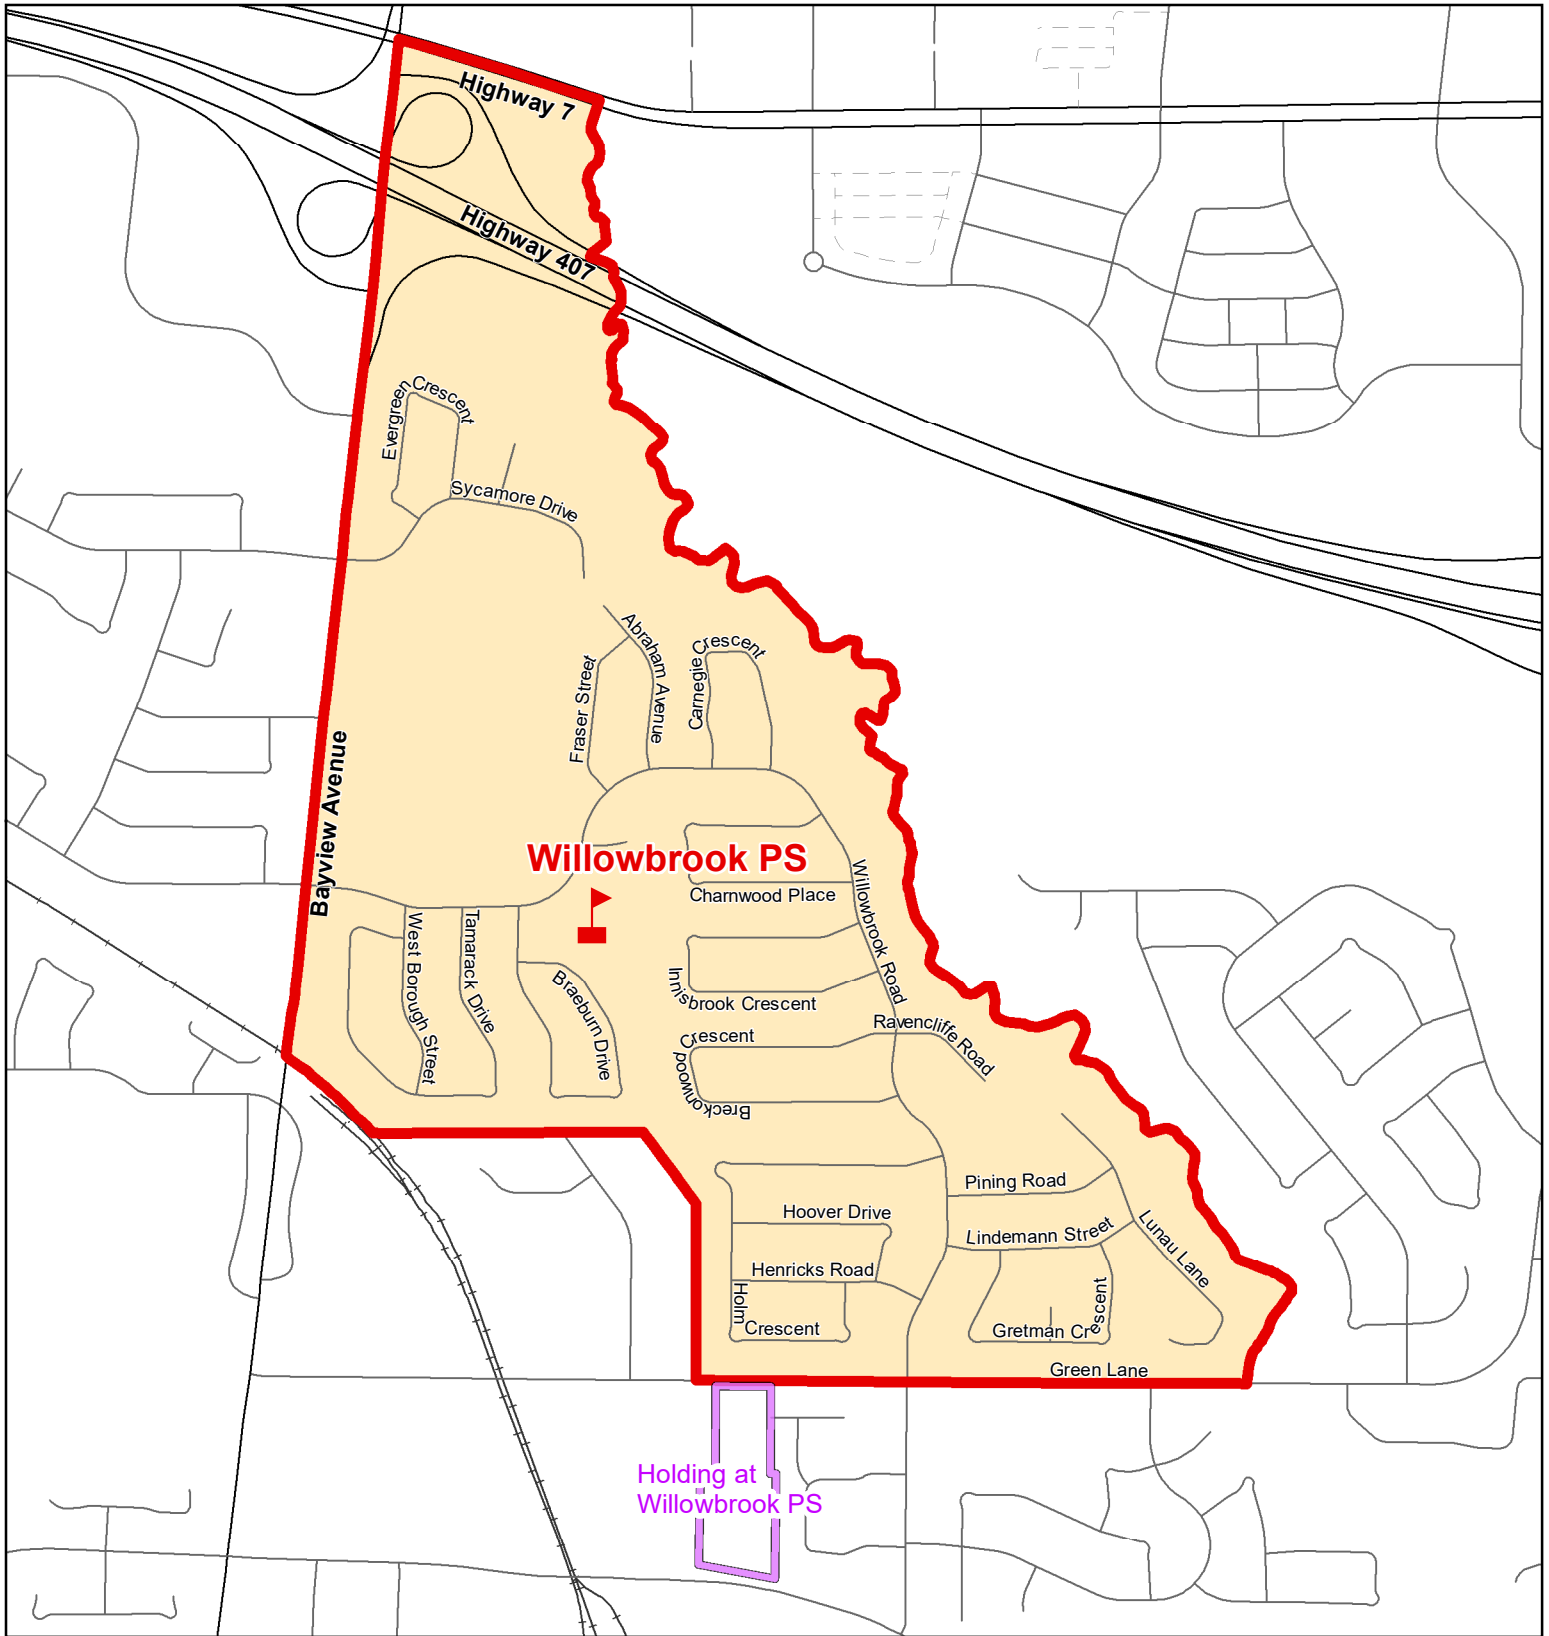 Highway 7
Highway 407
Evergreen Crescent
Sycamore Drive
Abraham Avenue
Fraser Street
Carnegie Crescent
Bayview Avenue
Willowbrook PS
Charnwood Place
Willowbrook Road
West Borough Street
Tamarack Drive
Braeburn Drive
Innisbrook Crescent
Ravencliffe Road
Breckonwood Crescent
Pining Road
Hoover Drive
Lindemann Street
Lunau Lane
Henricks Road
Holm Crescent
Gretman Crescent
Green Lane
Holding at
Willowbrook PS